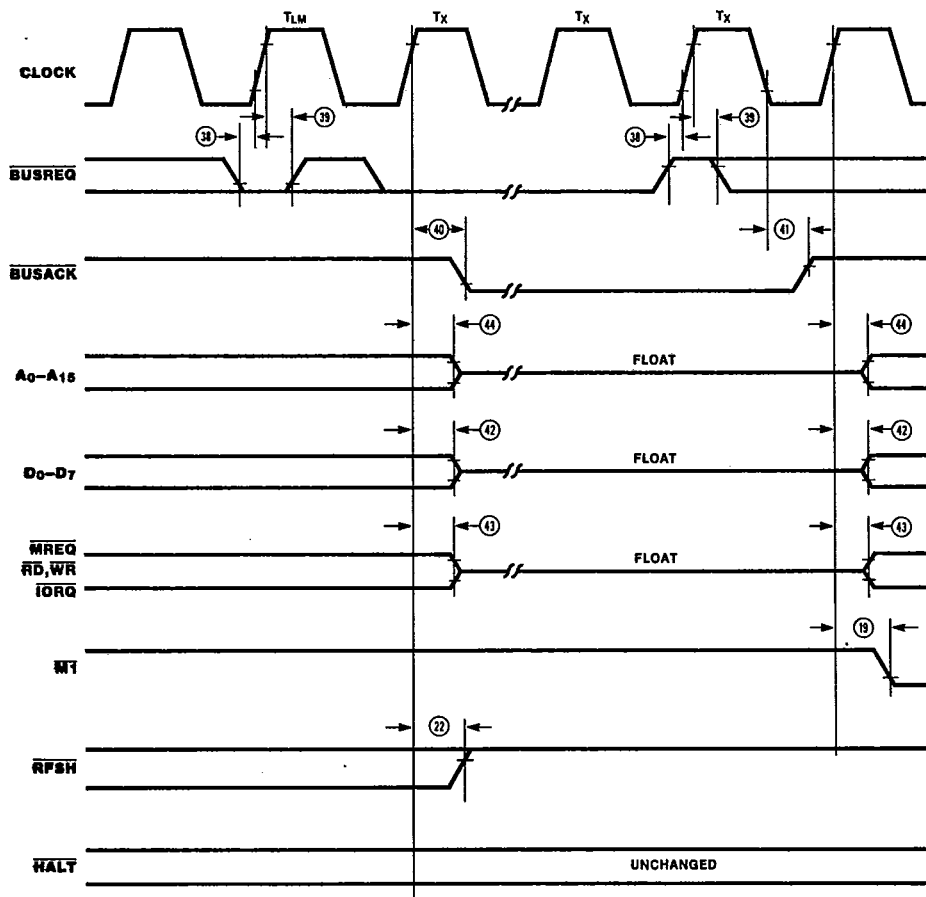 TLM TX TX TX
CLOCK
38 39 38 39
BUSREQ
40 41
BUSACK
44 44
A0–A15 FLOAT
42 42
D0–D7 FLOAT
43 43
MREQ
RD,WR FLOAT
IORQ
19
M1
22
RFSH
HALT UNCHANGED